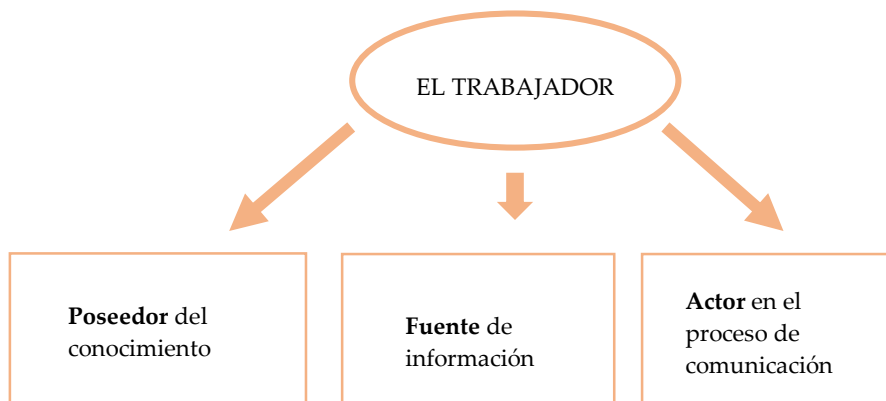 EL TRABAJADOR
Poseedor del
conocimiento
Fuente de
información
Actor en el
proceso de
comunicación